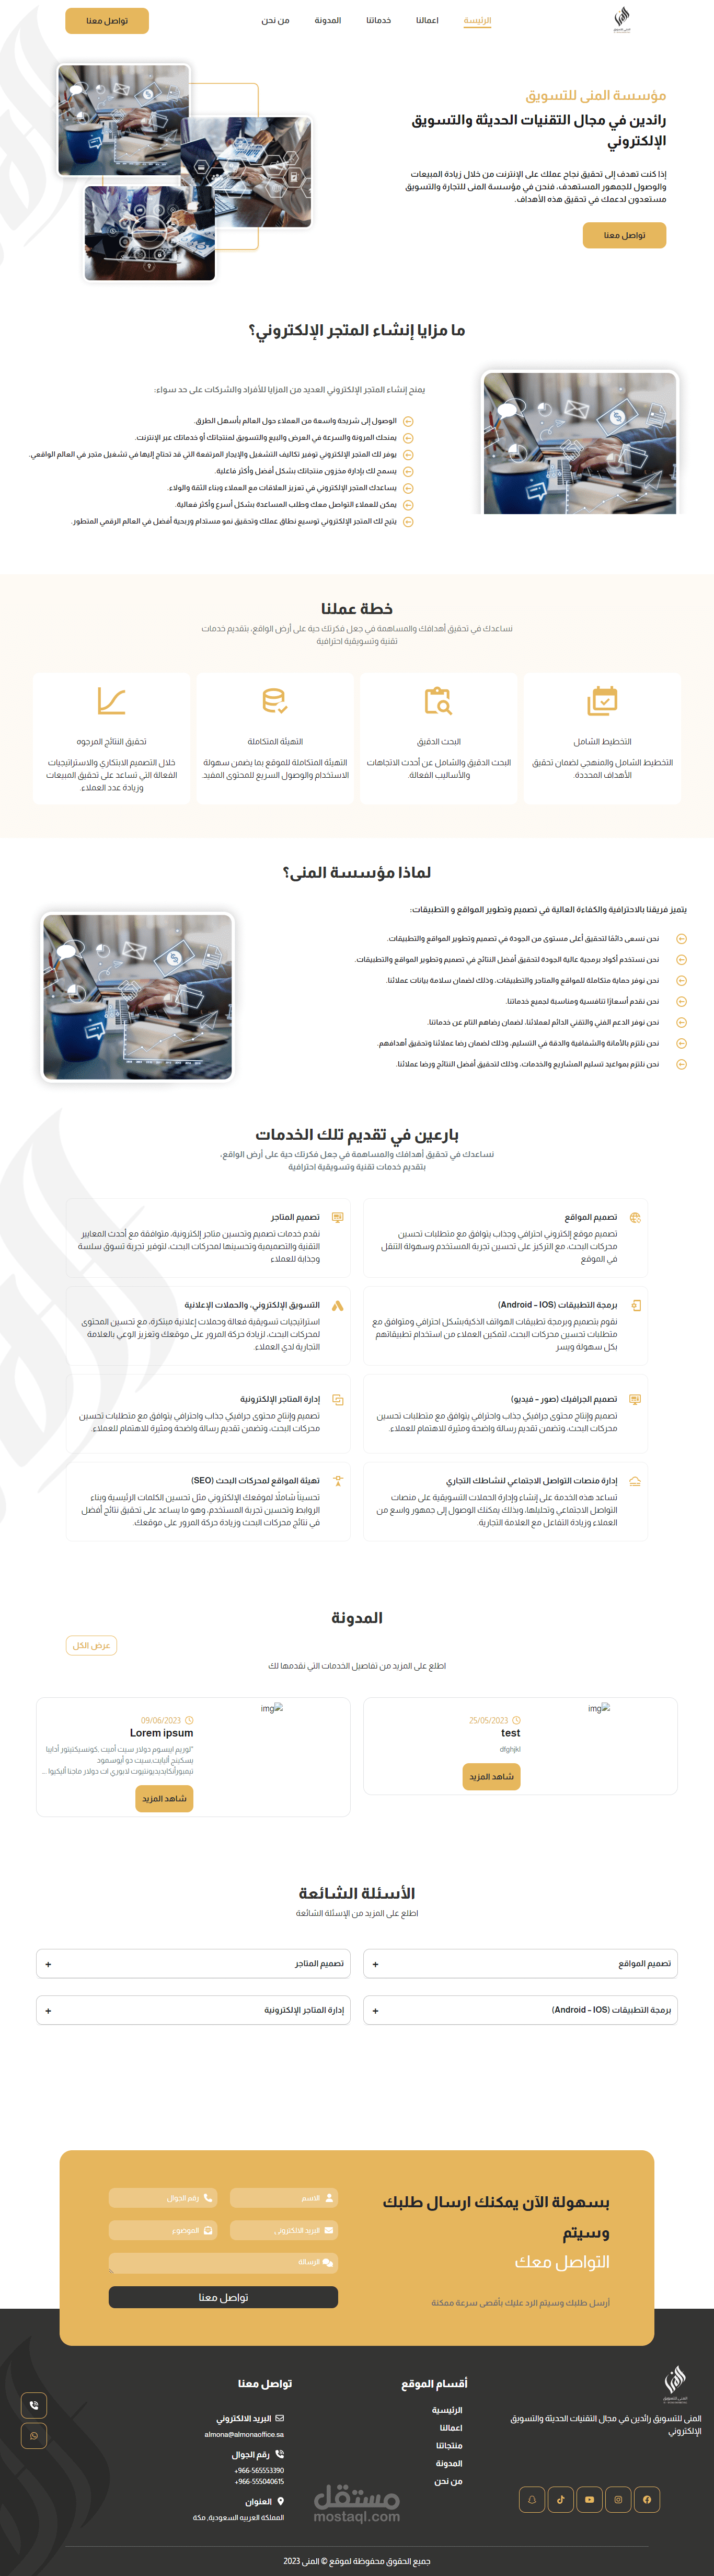 الرئيسة
اعمالنا
خدماتنا
المدونة
من نحن
تواصل معنا
مؤسسة المنى للتسويق
رائدين في مجال التقنيات الحديثة والتسويق
الإلكتروني
إذا كنت تهدف إلى تحقيق نجاح عملك على الإنترنت من خلال زيادة المبيعات
والوصول للجمهور المستهدف، فنحن في مؤسسة المنى للتجارة والتسويق
مستعدون لدعمك في تحقيق هذه الأهداف.
تواصل معنا
ما مزايا إنشاء المتجر الإلكتروني؟
يمنح إنشاء المتجر الإلكتروني العديد من المزايا للأفراد والشركات على حد سواء:
الوصول إلى شريحة واسعة من العملاء حول العالم بأسهل الطرق.
يمنحك المرونة والسرعة في العرض والبيع والتسويق لمنتجاتك أو خدماتك عبر الإنترنت.
يوفر لك المتجر الإلكتروني توفير تكاليف التشغيل والإيجار المرتفعة التي قد تحتاج إليها في تشغيل متجر في العالم الواقعي.
يسمح لك بإدارة مخزون منتجاتك بشكل أفضل وأكثر فاعلية.
يساعدك المتجر الإلكتروني في تعزيز العلاقات مع العملاء وبناء الثقة والولاء.
يمكن للعملاء التواصل معك وطلب المساعدة بشكل أسرع وأكثر فعالية.
يتيح لك المتجر الإلكتروني توسيع نطاق عملك وتحقيق نمو مستدام وربحية أفضل في العالم الرقمي المتطور.
خطة عملنا
نساعدك في تحقيق أهدافك والمساهمة في جعل فكرتك حية على أرض الواقع، بتقديم خدمات
تقنية وتسويقية احترافية
التخطيط الشامل
التخطيط الشامل والمنهجي لضمان تحقيق
الأهداف المحددة.
البحث الدقيق
البحث الدقيق والشامل عن أحدث الاتجاهات
والأساليب الفعالة.
التهيئة المتكاملة
التهيئة المتكاملة للموقع بما يضمن سهولة
الاستخدام والوصول السريع للمحتوى المفيد.
تحقيق النتائج المرجوه
خلال التصميم الابتكاري والاستراتيجيات
الفعالة التي تساعد على تحقيق المبيعات
وزيادة عدد العملاء.
لماذا مؤسسة المنى؟
يتميز فريقنا بالاحترافية والكفاءة العالية في تصميم وتطوير المواقع و التطبيقات:
نحن نسعى دائمًا لتحقيق أعلى مستوى من الجودة في تصميم وتطوير المواقع والتطبيقات.
نحن نستخدم أكواد برمجية عالية الجودة لتحقيق أفضل النتائج في تصميم وتطوير المواقع والتطبيقات.
نحن نوفر حماية متكاملة للمواقع والمتاجر والتطبيقات، وذلك لضمان سلامة بيانات عملائنا.
نحن نقدم أسعارًا تنافسية ومناسبة لجميع خدماتنا.
نحن نوفر الدعم الفني والتقني الدائم لعملائنا، لضمان رضاهم التام عن خدماتنا.
نحن نلتزم بالأمانة والشفافية والدقة في التسليم، وذلك لضمان رضا عملائنا وتحقيق أهدافهم.
نحن نلتزم بمواعيد تسليم المشاريع والخدمات، وذلك لتحقيق أفضل النتائج ورضا عملائنا.
بارعين في تقديم تلك الخدمات
نساعدك في تحقيق أهدافك والمساهمة في جعل فكرتك حية على أرض الواقع،
بتقديم خدمات تقنية وتسويقية احترافية
تصميم المواقع
تصميم موقع إلكتروني احترافي وجذاب يتوافق مع متطلبات تحسين
محركات البحث، مع التركيز على تحسين تجربة المستخدم وسهولة التنقل
في الموقع
تصميم المتاجر
نقدم خدمات تصميم وتحسين متاجر إلكترونية، متوافقة مع أحدث المعايير
التقنية والتصميمية وتحسينها لمحركات البحث، لتوفير تجربة تسوق سلسة
وجذابة للعملاء
برمجة التطبيقات (Android – IOS)
نقوم بتصميم وبرمجة تطبيقات الهواتف الذكيةبشكل احترافي ومتوافق مع
متطلبات تحسين محركات البحث، لتمكين العملاء من استخدام تطبيقاتهم
بكل سهولة ويسر
التسويق الإلكتروني، والحملات الإعلانية
استراتيجيات تسويقية فعالة وحملات إعلانية مبتكرة، مع تحسين المحتوى
لمحركات البحث، لزيادة حركة المرور على موقعك وتعزيز الوعي بالعلامة
التجارية لدي العملاء.
تصميم الجرافيك (صور – فيديو)
تصميم وإنتاج محتوى جرافيكي جذاب واحترافي يتوافق مع متطلبات تحسين
محركات البحث، وتضمن تقديم رسالة واضحة ومثيرة للاهتمام للعملاء.
إدارة المتاجر الإلكترونية
تصميم وإنتاج محتوى جرافيكي جذاب واحترافي يتوافق مع متطلبات تحسين
محركات البحث، وتضمن تقديم رسالة واضحة ومثيرة للاهتمام للعملاء.
إدارة منصات التواصل الاجتماعي لنشاطك التجاري
تساعد هذه الخدمة على إنشاء وإدارة الحملات التسويقية على منصات
التواصل الاجتماعي وتحليلها، وبذلك يمكنك الوصول إلى جمهور واسع من
العملاء وزيادة التفاعل مع العلامة التجارية.
تهيئة المواقع لمحركات البحث (SEO)
تحسيناً شاملاً لموقعك الإلكتروني مثل تحسين الكلمات الرئيسية وبناء
الروابط وتحسين تجربة المستخدم، وهو ما يساعد على تحقيق نتائج أفضل
في نتائج محركات البحث وزيادة حركة المرور على موقعك.
المدونة
عرض الكل
اطلع على المزيد من تفاصيل الخدمات التي نقدمها لك
img
25/05/2023
test
dfghjkl
شاهد المزيد
img
09/06/2023
Lorem ipsum
"لوريم ايبسوم دولار سيت أميت ,كونسيكتيتور أدايبا
يسكينج أليايت,سيت دو أيوسمود
تيمبورأنكايديديونتيوت لابوري ات دولار ماجنا أليكيوا ...
شاهد المزيد
الأسئلة الشائعة
اطلع على المزيد من الإسئلة الشائعة
تصميم المواقع +
تصميم المتاجر +
برمجة التطبيقات (Android – IOS) +
إدارة المتاجر الإلكترونية +
بسهولة الآن يمكنك ارسال طلبك
وسيتم
التواصل معك
أرسل طلبك وسيتم الرد عليك بأقصى سرعة ممكنة
الاسم
رقم الجوال
البريد الالكتروني
الموضوع
الرسالة
تواصل معنا
المنى للتسويق رائدين في مجال التقنيات الحديثة والتسويق
الإلكتروني
أقسام الموقع
الرئيسية
اعمالنا
منتجاتنا
المدونة
من نحن
تواصل معنا
البريد الالكتروني
almona@almonaoffice.sa
رقم الجوال
+966-565553390
+966-555040615
العنوان
المملكة العربيه السعودية, مكة
مستقل
mostaql.com
جميع الحقوق محفوظة لموقع © المنى 2023